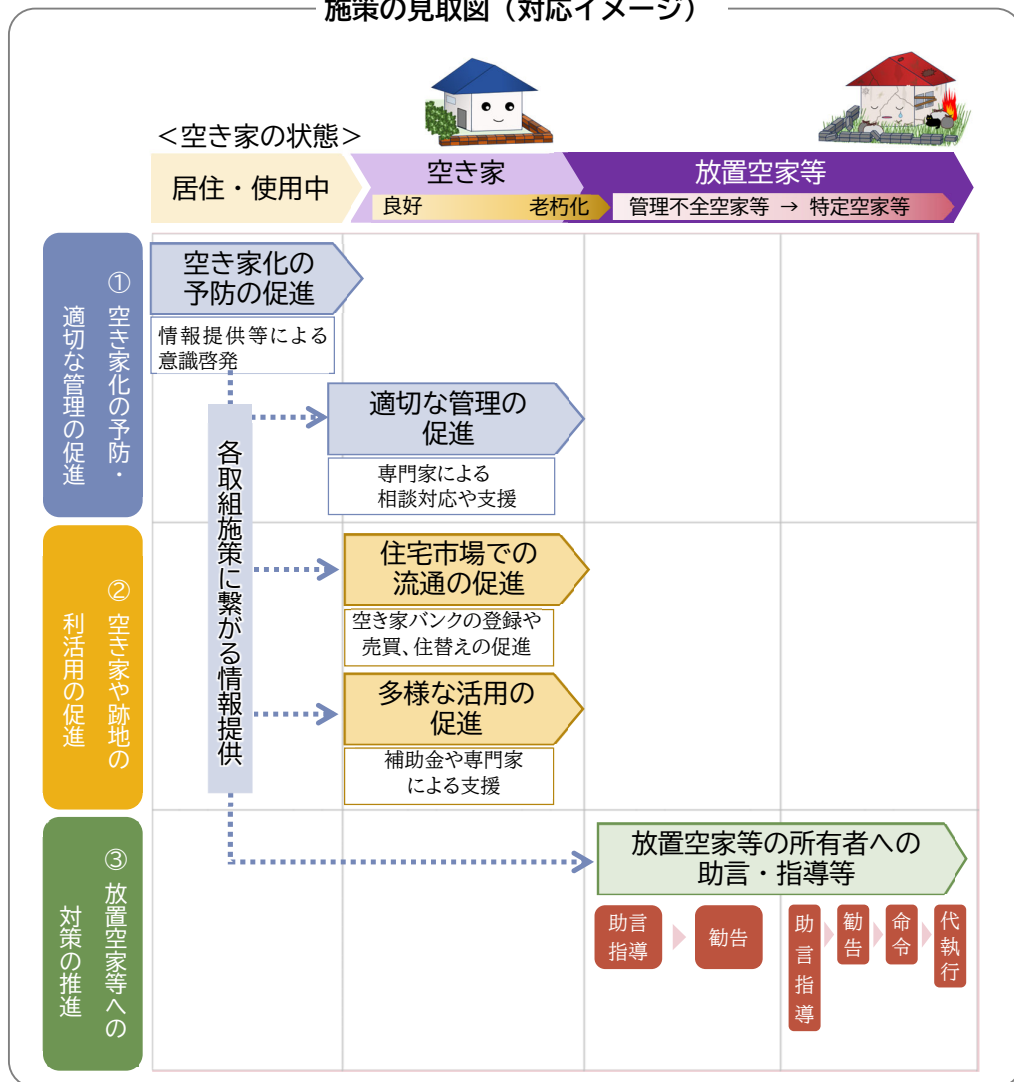 施策の見取図（対応イメージ）
＜空き家の状態＞
居住・使用中
空き家
良好
老朽化
放置空家等
管理不全空家等 → 特定空家等
① 空き家化の予防・
適切な管理の促進
空き家化の
予防の促進
情報提供等による
意識啓発
各取組施策に繋がる情報提供
適切な管理の
促進
専門家による
相談対応や支援
② 空き家や跡地の
利活用の促進
住宅市場での
流通の促進
空き家バンクの登録や
売買、住替えの促進
多様な活用の
促進
補助金や専門家
による支援
③ 放置空家等への
対策の推進
放置空家等の所有者への
助言・指導等
助言
指導
勧告
助言指導
勧告
命令
代執行